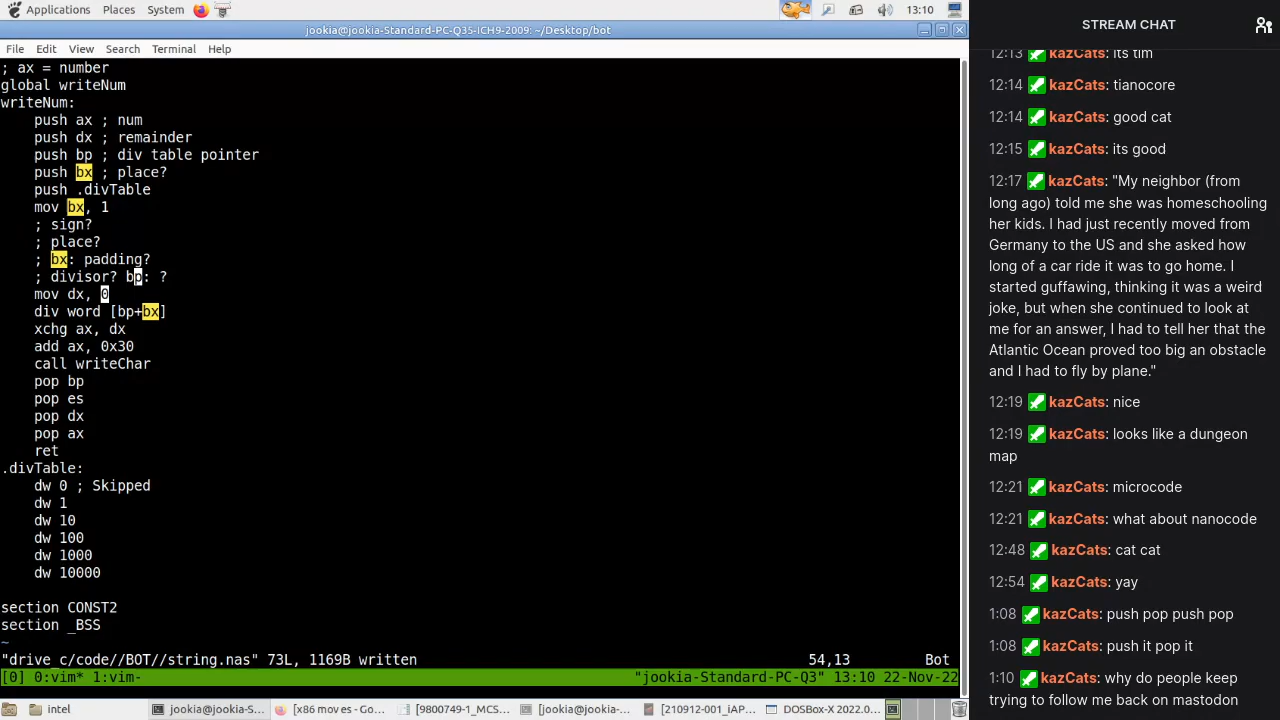 Applications Places System 13:10
jookia@jookia-Standard-PC-Q35-ICH9-2009: ~/Desktop/bot
File Edit View Search Terminal Help
; ax = number
global writeNum
writeNum:
push ax ; num
push dx ; remainder
push bp ; div table pointer
push bx ; place?
push .divTable
mov bx, 1
; sign?
; place?
; bx: padding?
; divisor? bp: ?
mov dx, 0
div word [bp+bx]
xchg ax, dx
add ax, 0x30
call writeChar
pop bp
pop es
pop dx
pop ax
ret
.divTable:
dw 0 ; Skipped
dw 1
dw 10
dw 100
dw 1000
dw 10000
section CONST2
section _BSS
~
"drive_c/code//BOT//string.nas" 73L, 1169B written 54,13 Bot
[0] 0:vim* 1:vim- "jookia-Standard-PC-Q3" 13:10 22-Nov-22
intel jookia@jookia-Standa... [x86 moves - Go... [9800749-1_MCS... [jookia@jookia-... [210912-001_iAP... DOSBox-X 2022.0...
STREAM CHAT
12:13 kazCats: its tim
12:14 kazCats: tianocore
12:14 kazCats: good cat
12:15 kazCats: its good
12:17 kazCats: "My neighbor (from
long ago) told me she was homeschooling
her kids. I had just recently moved from
Germany to the US and she asked how
long of a car ride it was to go home. I
started guffawing, thinking it was a weird
joke, but when she continued to look at
me for an answer, I had to tell her that the
Atlantic Ocean proved too big an obstacle
and I had to fly by plane."
12:19 kazCats: nice
12:19 kazCats: looks like a dungeon
map
12:21 kazCats: microcode
12:21 kazCats: what about nanocode
12:48 kazCats: cat cat
12:54 kazCats: yay
1:08 kazCats: push pop push pop
1:08 kazCats: push it pop it
1:10 kazCats: why do people keep
trying to follow me back on mastodon